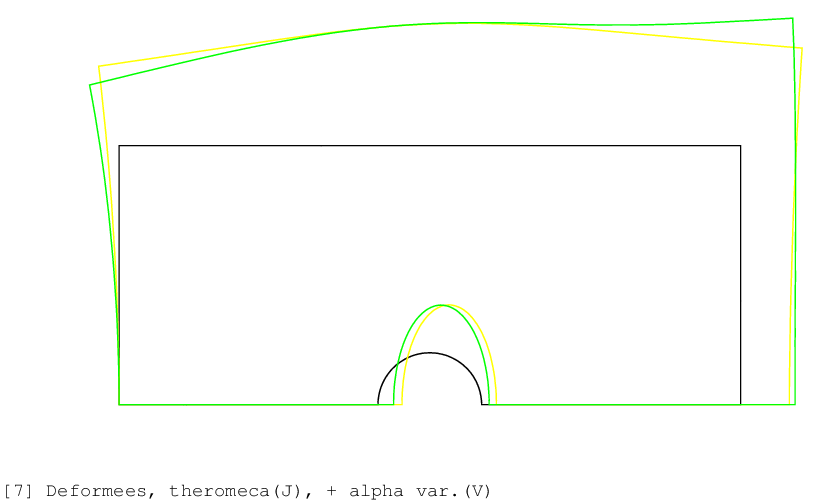 [7] Deformees, theromeca(J), + alpha var.(V)